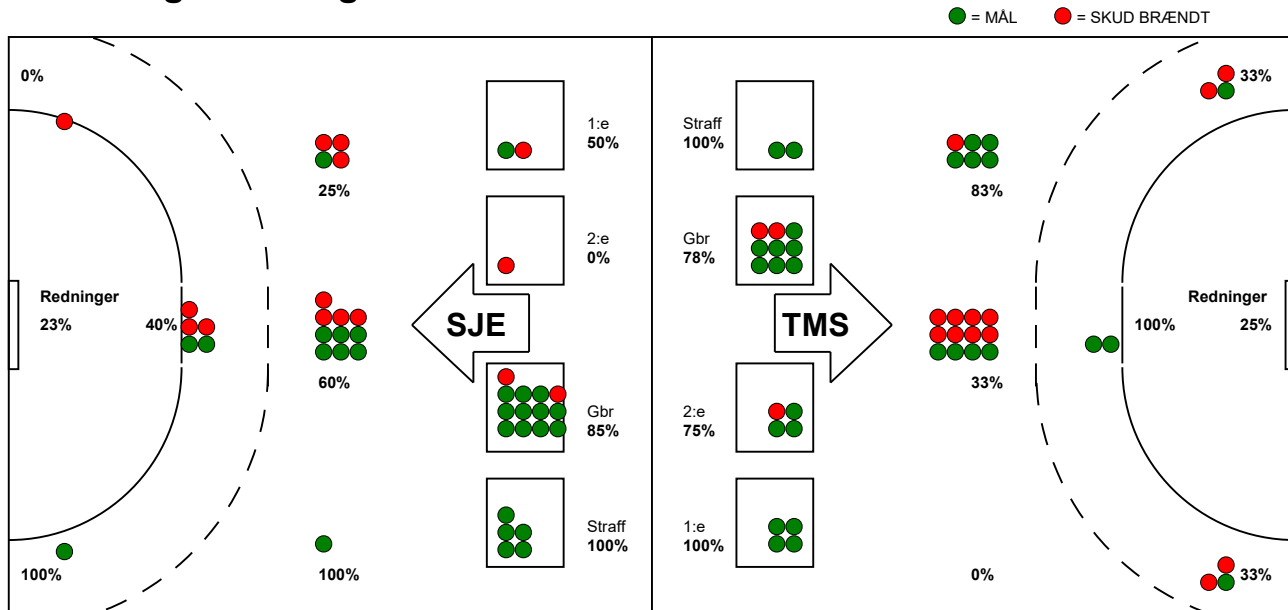 = MÅL
= SKUD BRÆNDT
0%
1:e
50%
25%
2:e
0%
Redninger
23%
40%
SJE
60%
Gbr
85%
Straff
100%
100%
100%
Straff
100%
83%
33%
Gbr
78%
TMS
Redninger
100%
25%
33%
2:e
75%
1:e
100%
0%
33%